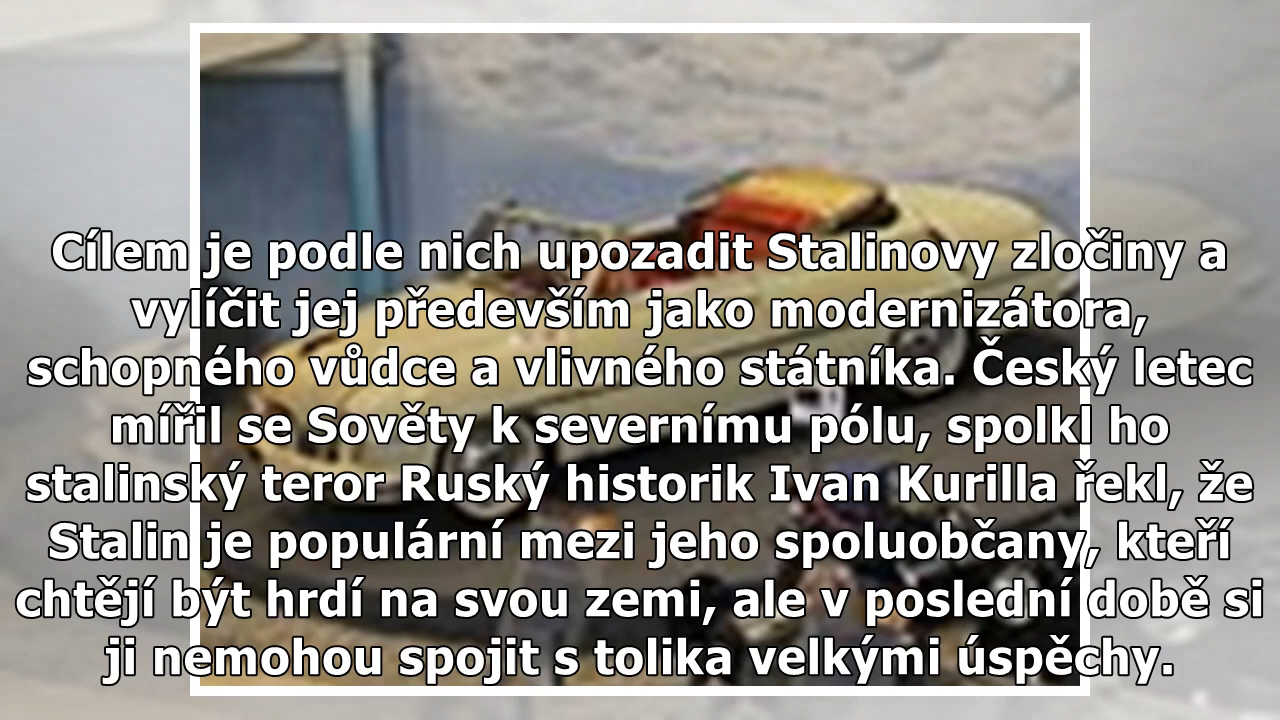 Cílem je podle nich upozadit Stalinovy zločiny a
vylíčit jej především jako modernizátora,
schopného vůdce a vlivného státníka. Český letec
mířil se Sověty k severnímu pólu, spolkl ho
stalinský teror Ruský historik Ivan Kurilla řekl, že
Stalin je populární mezi jeho spoluobčany, kteří
chtějí být hrdí na svou zemi, ale v poslední době si
ji nemohou spojit s tolika velkými úspěchy.